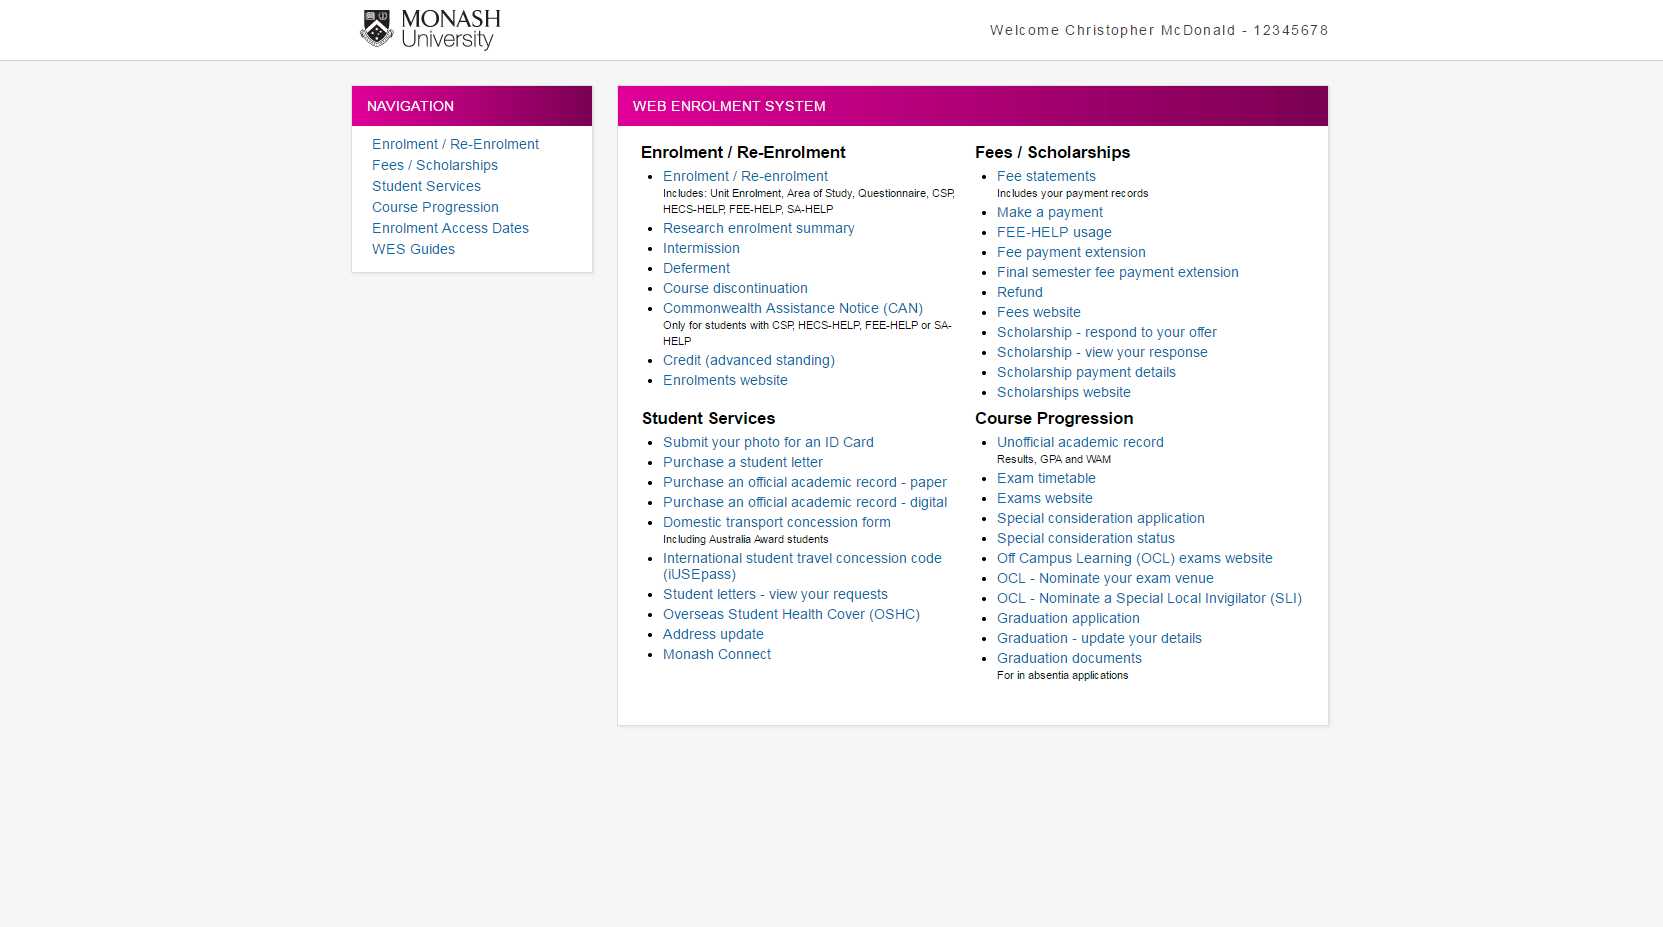 MONASH
University
Welcome Christopher McDonald - 12345678
NAVIGATION
Enrolment / Re-Enrolment
Fees / Scholarships
Student Services
Course Progression
Enrolment Access Dates
WES Guides
WEB ENROLMENT SYSTEM
Enrolment / Re-Enrolment
Enrolment / Re-enrolment
Includes: Unit Enrolment, Area of Study, Questionnaire, CSP,
HECS-HELP, FEE-HELP, SA-HELP
Research enrolment summary
Intermission
Deferment
Course discontinuation
Commonwealth Assistance Notice (CAN)
Only for students with CSP, HECS-HELP, FEE-HELP or SA-
HELP
Credit (advanced standing)
Enrolments website
Fees / Scholarships
Fee statements
Includes your payment records
Make a payment
FEE-HELP usage
Fee payment extension
Final semester fee payment extension
Refund
Fees website
Scholarship - respond to your offer
Scholarship - view your response
Scholarship payment details
Scholarships website
Student Services
Submit your photo for an ID Card
Purchase a student letter
Purchase an official academic record - paper
Purchase an official academic record - digital
Domestic transport concession form
Including Australia Award students
International student travel concession code
(iUSEpass)
Student letters - view your requests
Overseas Student Health Cover (OSHC)
Address update
Monash Connect
Course Progression
Unofficial academic record
Results, GPA and WAM
Exam timetable
Exams website
Special consideration application
Special consideration status
Off Campus Learning (OCL) exams website
OCL - Nominate your exam venue
OCL - Nominate a Special Local Invigilator (SLI)
Graduation application
Graduation - update your details
Graduation documents
For in absentia applications